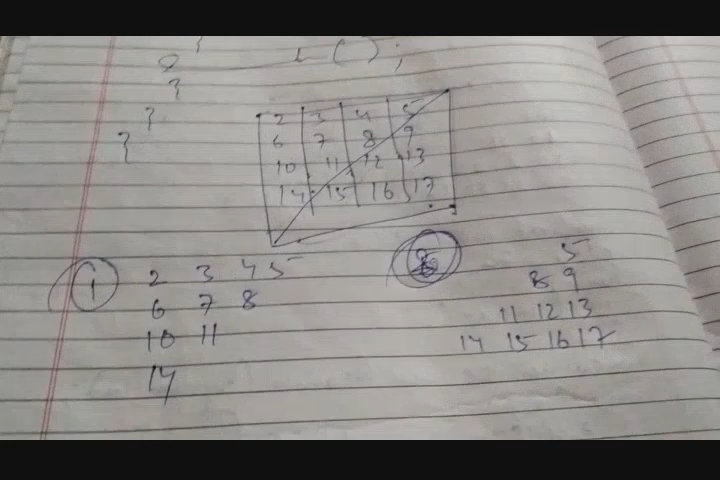 ( ) ;
}
}
}
2 3 4 5
6 7 8 9
10 11 12 13
14 15 16 17
1
2 3 4 5
6 7 8
10 11
14
5
8 9
11 12 13
14 15 16 17